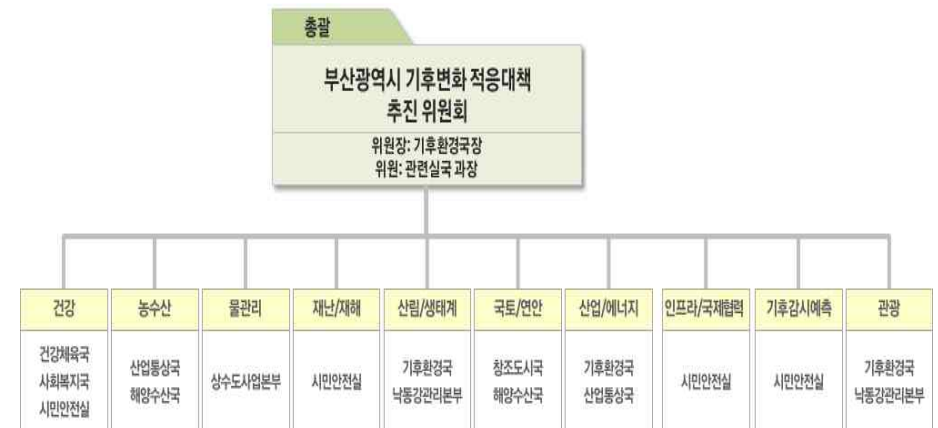 총괄
부산광역시 기후변화 적응대책
추진 위원회
위원장: 기후환경국장
위원: 관련실국 과장
건강
건강체육국
사회복지국
시민안전실
농수산
산업통상국
해양수산국
물관리
상수도사업본부
재난/재해
시민안전실
산림/생태계
기후환경국
낙동강관리본부
국토/연안
창조도시국
해양수산국
산업/에너지
기후환경국
산업통상국
인프라/국제협력
시민안전실
기후감시예측
시민안전실
관광
기후환경국
낙동강관리본부